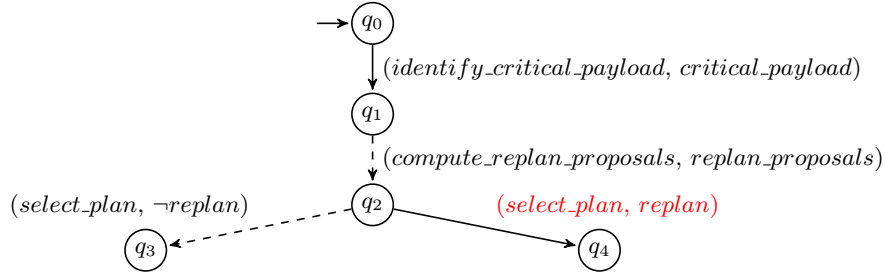 q0
(identify_critical_payload, critical_payload)
q1
(compute_replan_proposals, replan_proposals)
(select_plan, ¬replan)
q2
(select_plan, replan)
q3
q4